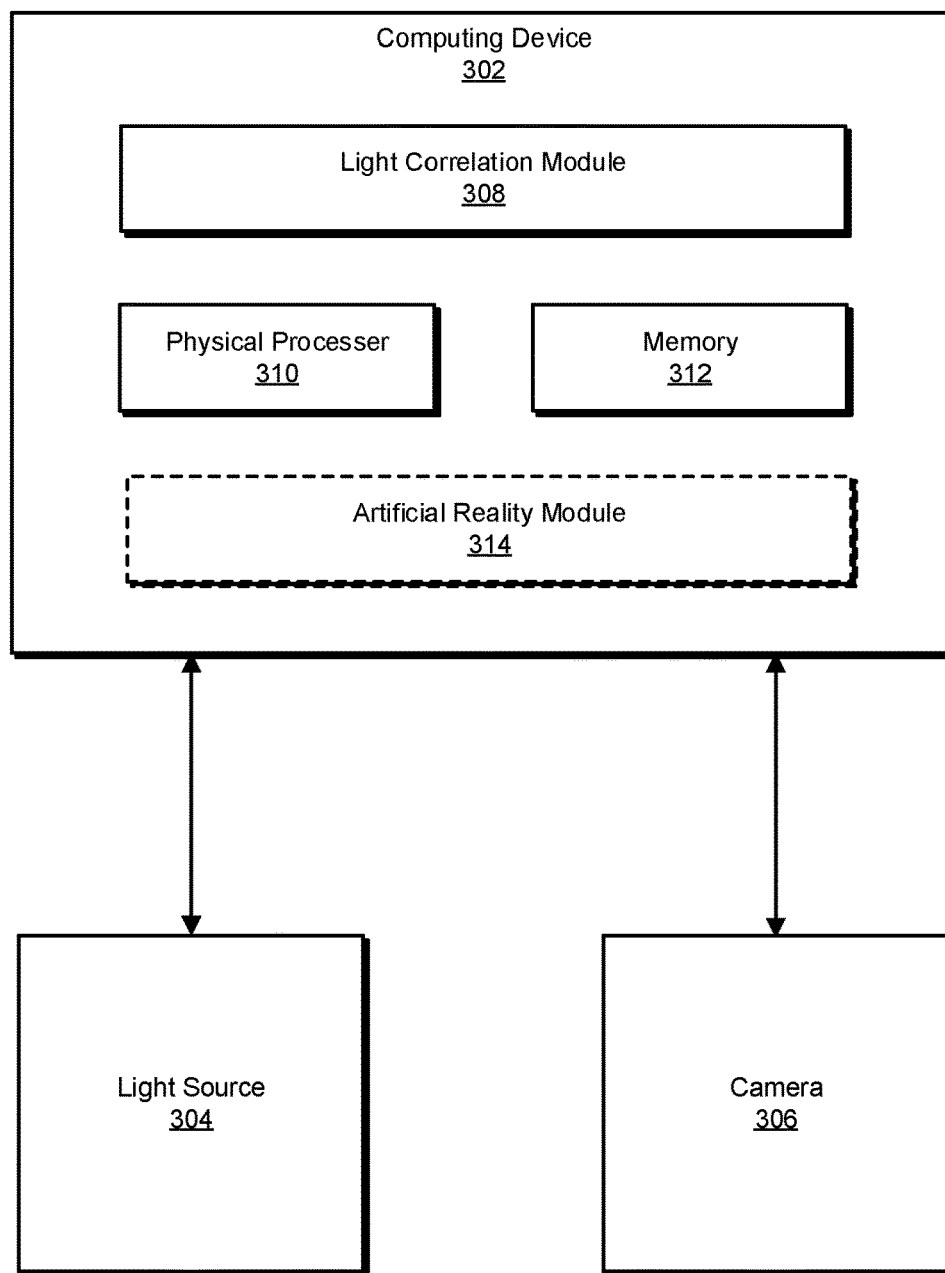 Computing Device
302
Light Correlation Module
308
Physical Processer
310
Memory
312
Artificial Reality Module
314
Light Source
304
Camera
306